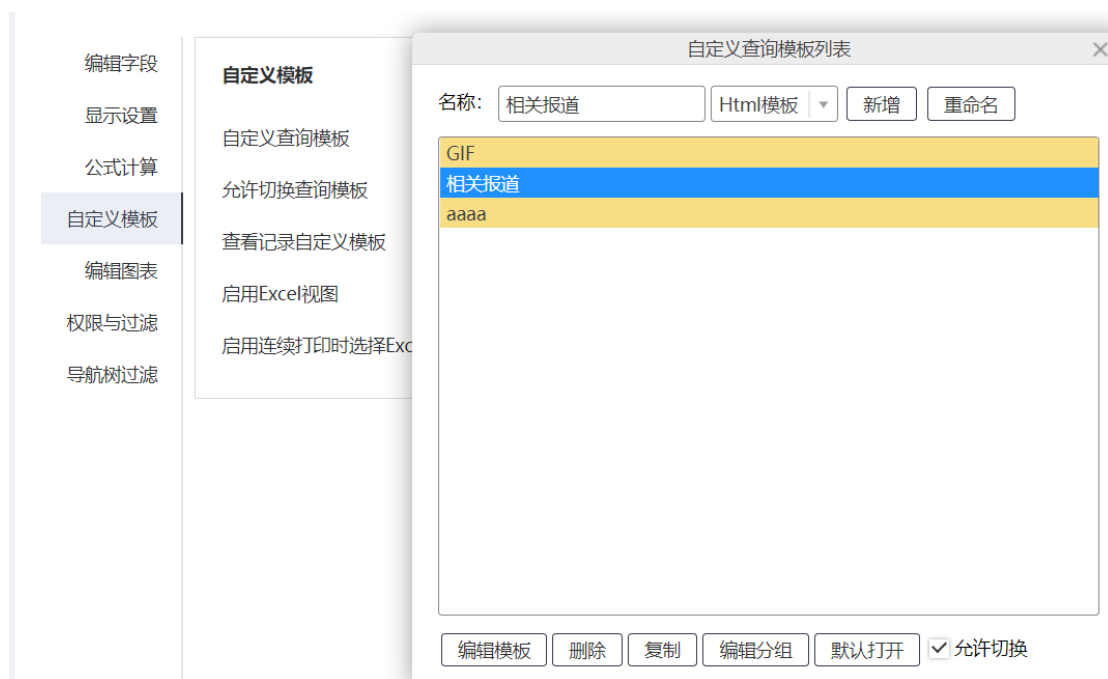 编辑字段
显示设置
公式计算
自定义模板
编辑图表
权限与过滤
导航树过滤
自定义模板
自定义查询模板
允许切换查询模板
查看记录自定义模板
启用Excel视图
启用连续打印时选择Exc
自定义查询模板列表
名称: 相关报道 Html模板 新增 重命名
GIF
相关报道
aaaa
编辑模板 删除 复制 编辑分组 默认打开 允许切换